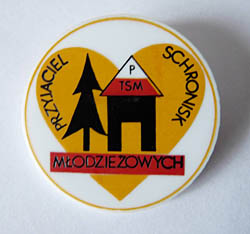 PRZYJACIEL SCHRONISK
P
TSM
MŁODZIEŻOWYCH